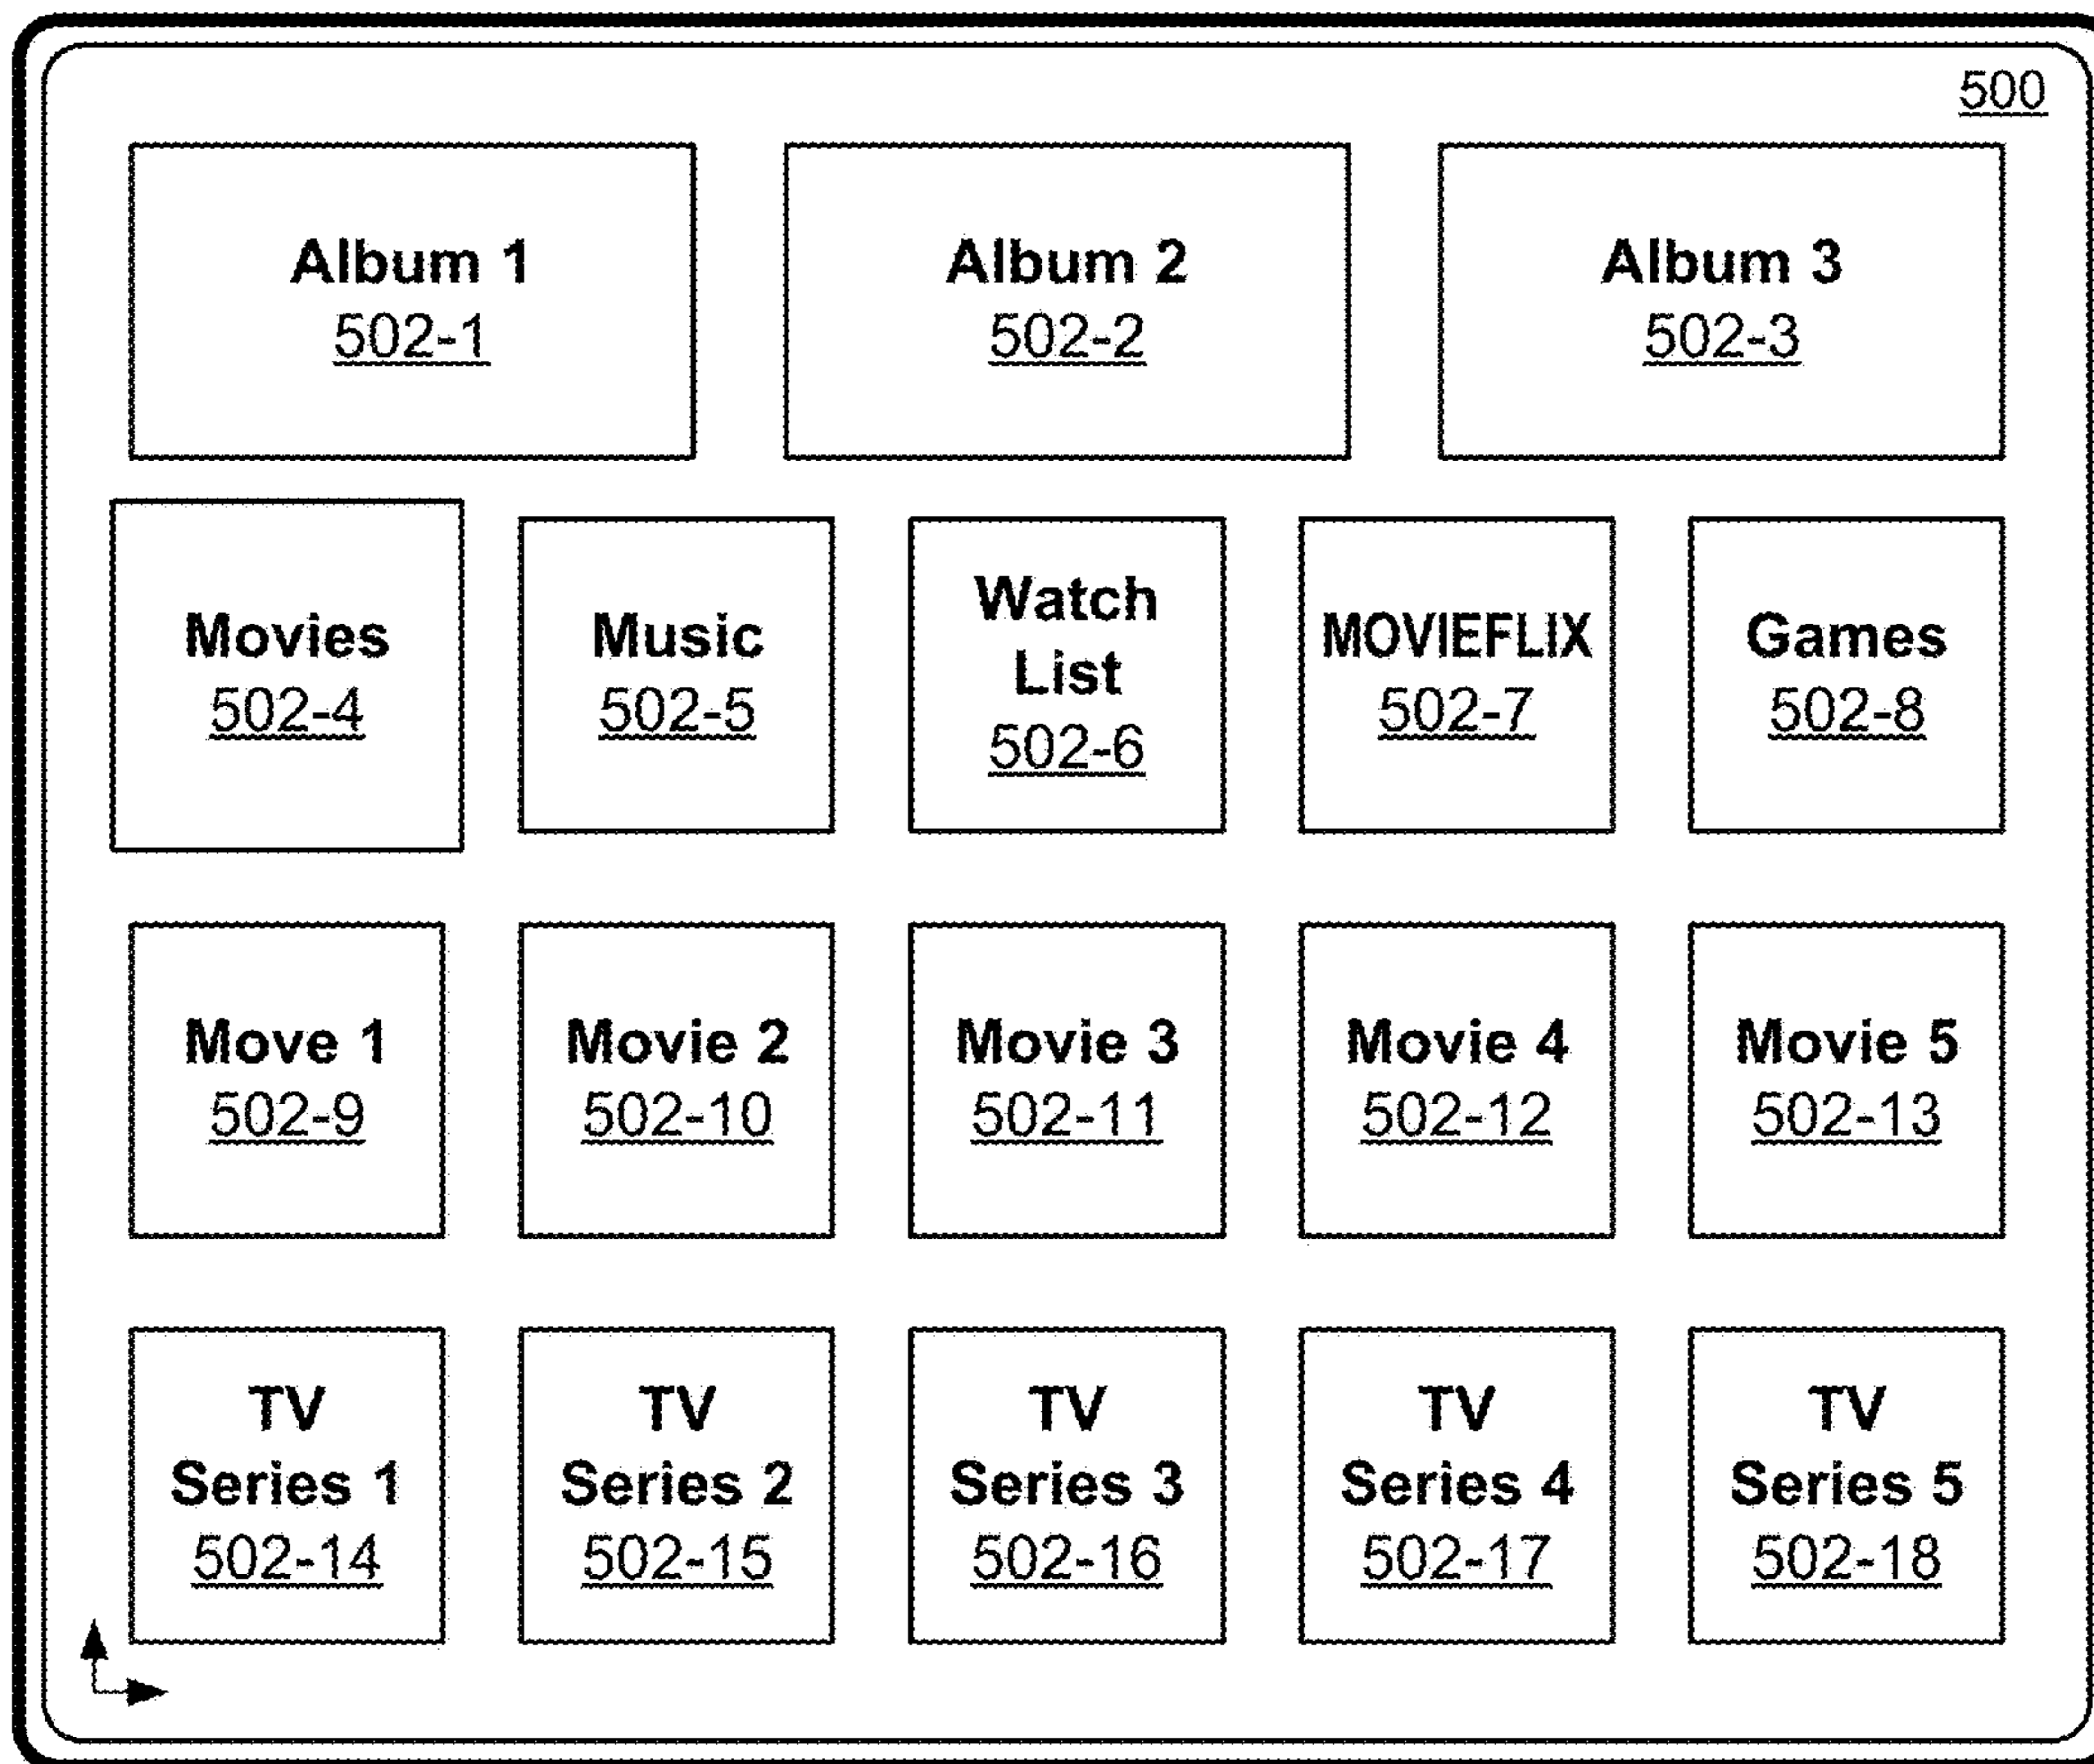 500
Album 1
502-1
Album 2
502-2
Album 3
502-3
Movies
502-4
Music
502-5
Watch
List
502-6
MOVIEFLIX
502-7
Games
502-8
Move 1
502-9
Movie 2
502-10
Movie 3
502-11
Movie 4
502-12
Movie 5
502-13
TV
Series 1
502-14
TV
Series 2
502-15
TV
Series 3
502-16
TV
Series 4
502-17
TV
Series 5
502-18